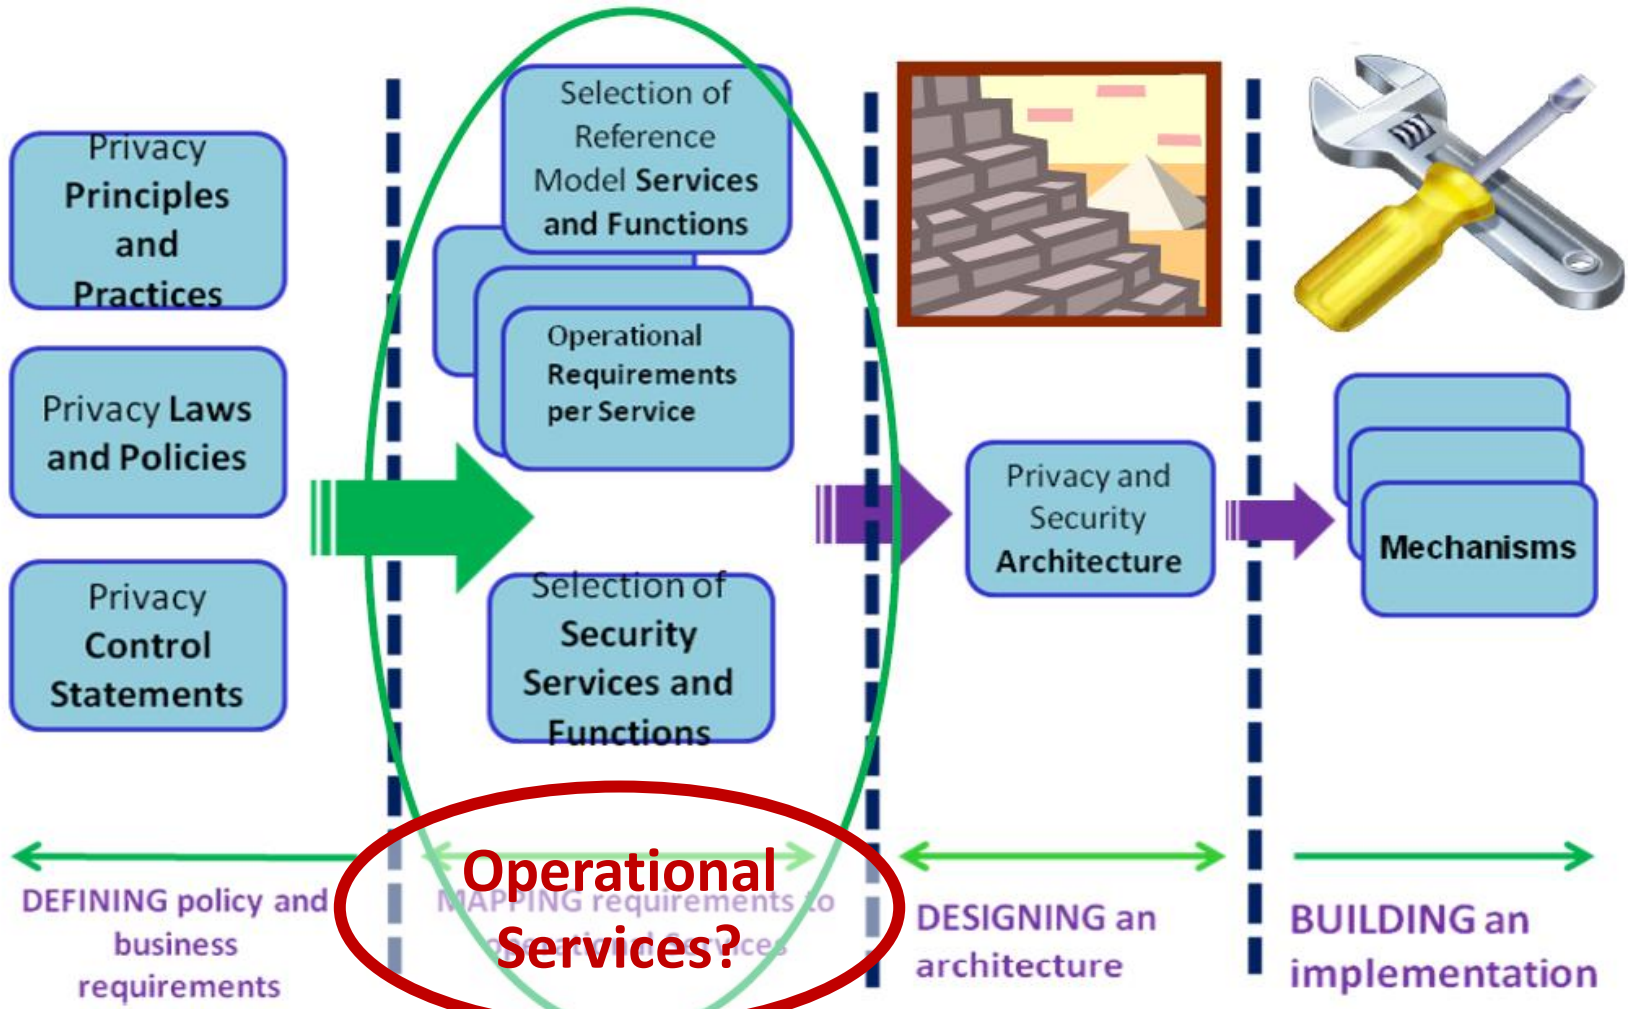 Privacy
Principles
and
Practices
Privacy Laws
and Policies
Privacy
Control
Statements
Selection of
Reference
Model Services
and Functions
Operational
Requirements
per Service
Selection of
Security
Services and
Functions
Privacy and
Security
Architecture
Mechanisms
DEFINING policy and
business
requirements
MAPPING requirements to
operational Services
Operational
Services?
DESIGNING an
architecture
BUILDING an
implementation